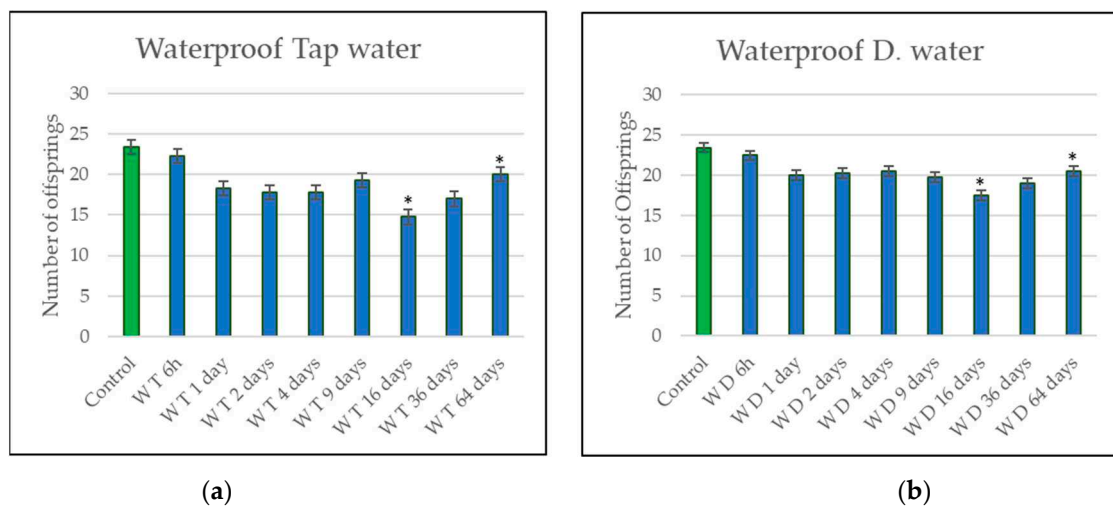 Waterproof Tap water
Number of offsprings
30
25
20
15
10
5
0
*
*
Control
W T 6h
W T 1 day
W T 2 days
W T 4 days
W T 9 days
W T 16 days
W T 36 days
W T 64 days
(a)
Waterproof D. water
Number of Offsprings
30
25
20
15
10
5
0
*
*
Control
W D 6h
W D 1 day
W D 2 days
W D 4 days
W D 9 days
W D 16 days
W D 36 days
W D 64 days
(b)